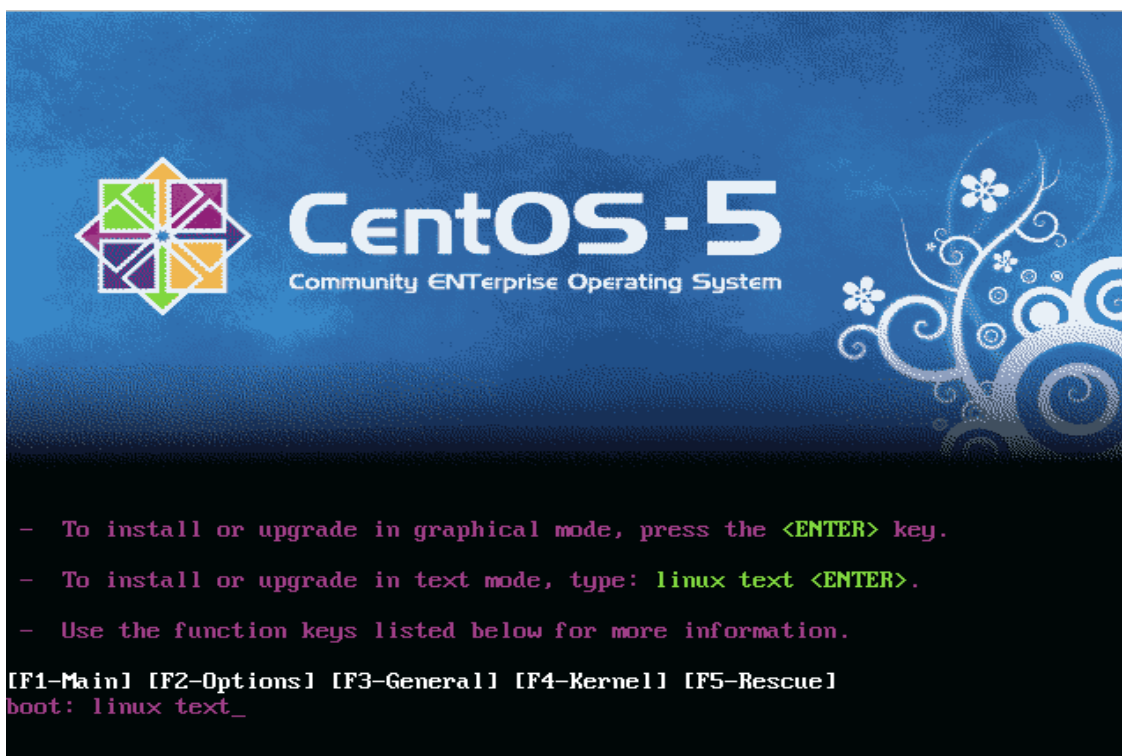 CentOS-5
Community ENTerprise Operating System
- To install or upgrade in graphical mode, press the <ENTER> key.
- To install or upgrade in text mode, type: linux text <ENTER>.
- Use the function keys listed below for more information.
[F1-Main] [F2-Options] [F3-General] [F4-Kernel] [F5-Rescue]
boot: linux text_